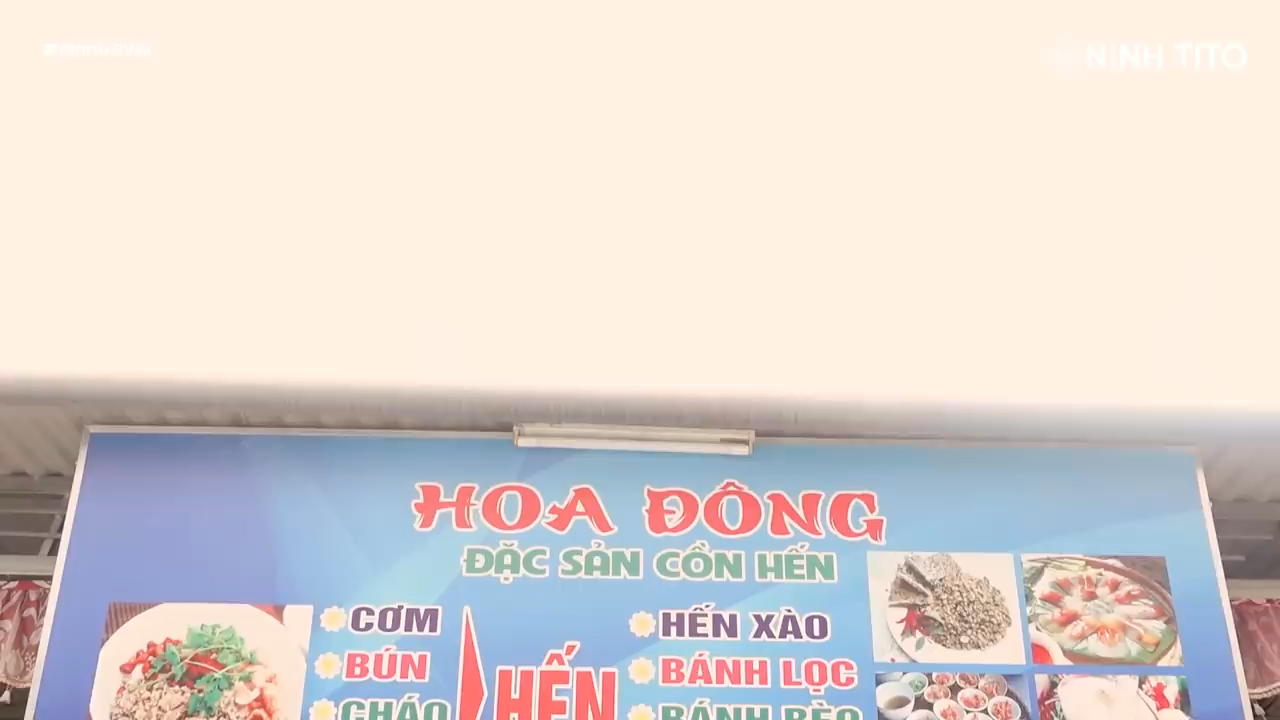 NINH TITO
HOA ĐÔNG
ĐẶC SẢN CỒN HẾN
CƠM
BÚN
CHÁO
HẾN
HẾN XÀO
BÁNH LỌC
BÁNH BÈO